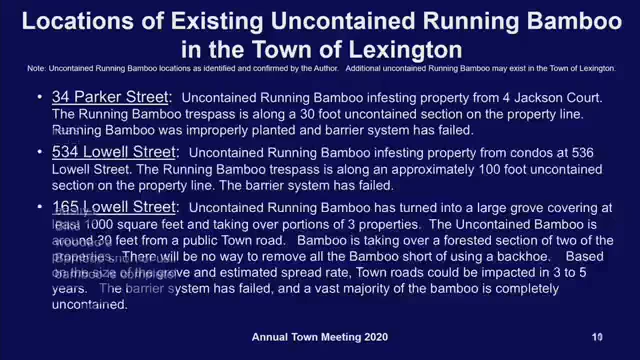 Locations of Existing Uncontained Running Bamboo
in the Town of Lexington
Note: Uncontained Running Bamboo locations as identified and confirmed by the Author. Additional uncontained Running Bamboo may exist in the Town of Lexington.
• 34 Parker Street: Uncontained Running Bamboo infesting property from 4 Jackson Court.
The Running Bamboo trespass is along a 30 foot uncontained section on the property line.
Running Bamboo was improperly planted and barrier system has failed.
• 534 Lowell Street: Uncontained Running Bamboo infesting property from condos at 536
Lowell Street. The Running Bamboo trespass is along an approximately 100 foot uncontained
section on the property line. The barrier system has failed.
• 165 Lowell Street: Uncontained Running Bamboo has turned into a large grove covering at
least 1000 square feet and taking over portions of 3 properties. The Uncontained Bamboo is
around 30 feet from a public Town road. Bamboo is taking over a forested section of two of the
properties. There will be no way to remove all the Bamboo short of using a backhoe. Based
on the size of the grove and estimated spread rate, Town roads could be impacted in 3 to 5
years. The barrier system has failed, and a vast majority of the bamboo is completely
uncontained.
Annual Town Meeting 2020